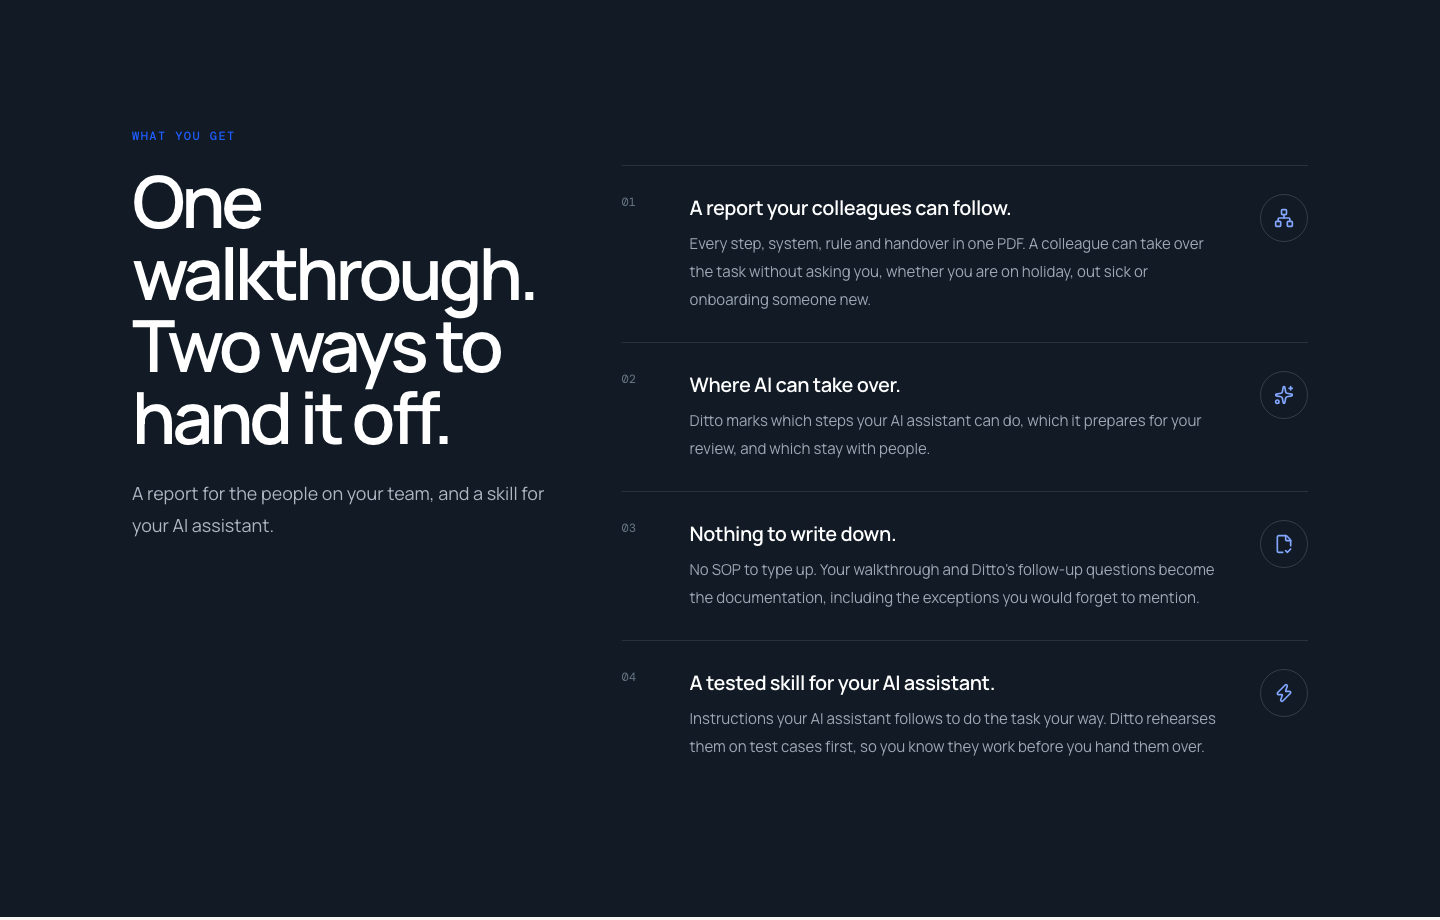 WHAT YOU GET
One
walkthrough.
Two ways to
hand it off.
A report for the people on your team, and a skill for
your AI assistant.
01
A report your colleagues can follow.
Every step, system, rule and handover in one PDF. A colleague can take over
the task without asking you, whether you are on holiday, out sick or
onboarding someone new.
02
Where AI can take over.
Ditto marks which steps your AI assistant can do, which it prepares for your
review, and which stay with people.
03
Nothing to write down.
No SOP to type up. Your walkthrough and Ditto’s follow-up questions become
the documentation, including the exceptions you would forget to mention.
04
A tested skill for your AI assistant.
Instructions your AI assistant follows to do the task your way. Ditto rehearses
them on test cases first, so you know they work before you hand them over.